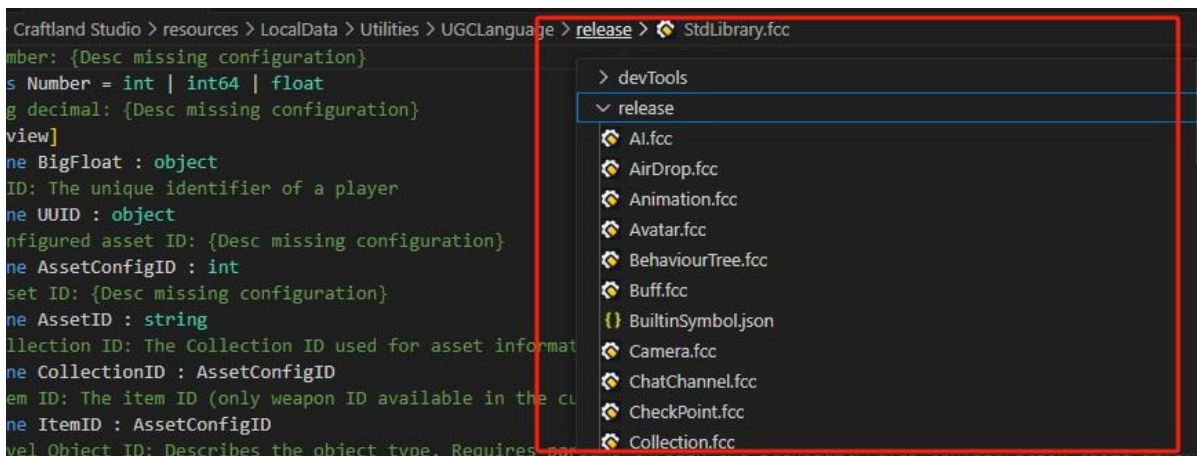 Craftland Studio > resources > LocalData > Utilities > UGCLanguage > release > StdLibrary.fcc
mber: {Desc missing configuration}
s Number = int | int64 | float
g decimal: {Desc missing configuration}
view]
ne BigFloat : object
ID: The unique identifier of a player
ne UUID : object
nfigured asset ID: {Desc missing configuration}
ne AssetConfigID : int
set ID: {Desc missing configuration}
ne AssetID : string
llection ID: The Collection ID used for asset informat
ne CollectionID : AssetConfigID
em ID: The item ID (only weapon ID available in the cu
ne ItemID : AssetConfigID
vel Object ID: Describes the object type. Requires
> devTools
release
AI.fcc
AirDrop.fcc
Animation.fcc
Avatar.fcc
BehaviourTree.fcc
Buff.fcc
{} BuiltinSymbol.json
Camera.fcc
ChatChannel.fcc
CheckPoint.fcc
Collection.fcc